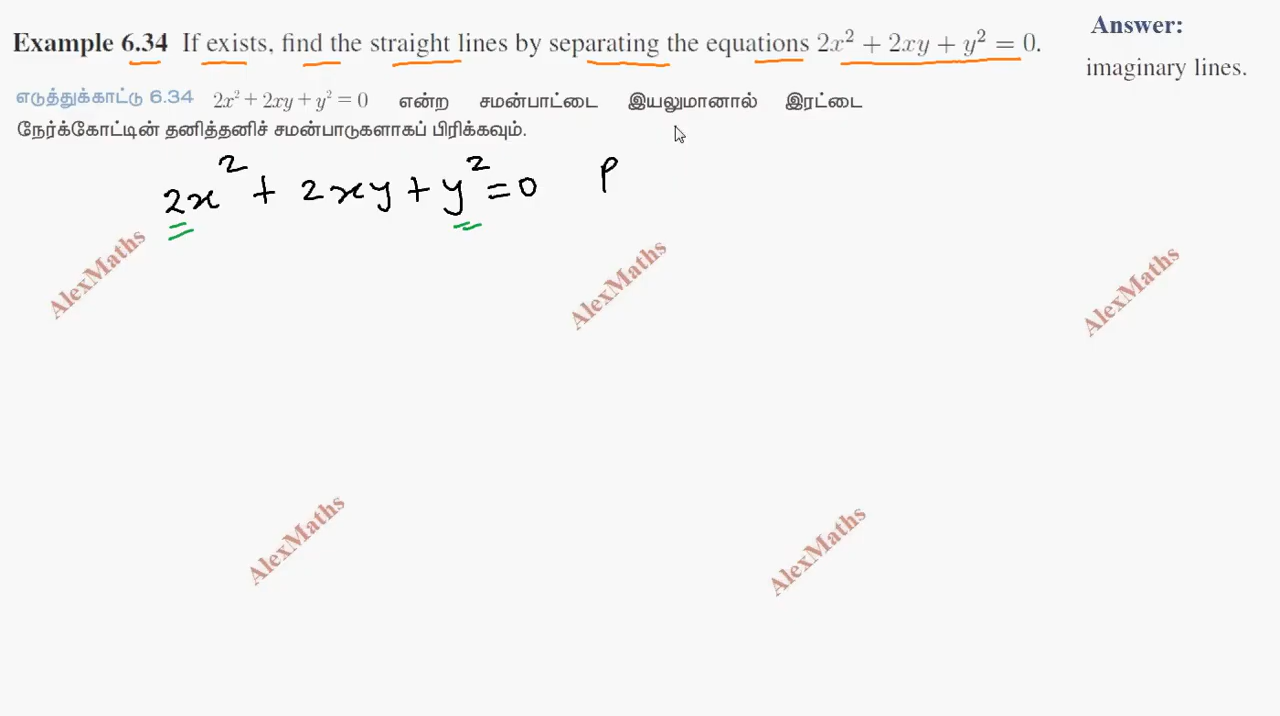 Example 6.34 If exists, find the straight lines by separating the equations 2x² + 2xy + y² = 0.
Answer:
imaginary lines.
எடுத்துக்காட்டு 6.34 2x² + 2xy + y² = 0 என்ற சமன்பாட்டை இயலுமானால் இரட்டை
நேர்க்கோட்டின் தனித்தனிச் சமன்பாடுகளாகப் பிரிக்கவும்.
2x² + 2xy + y² = 0 P
AlexMaths
AlexMaths
AlexMaths
AlexMaths
AlexMaths